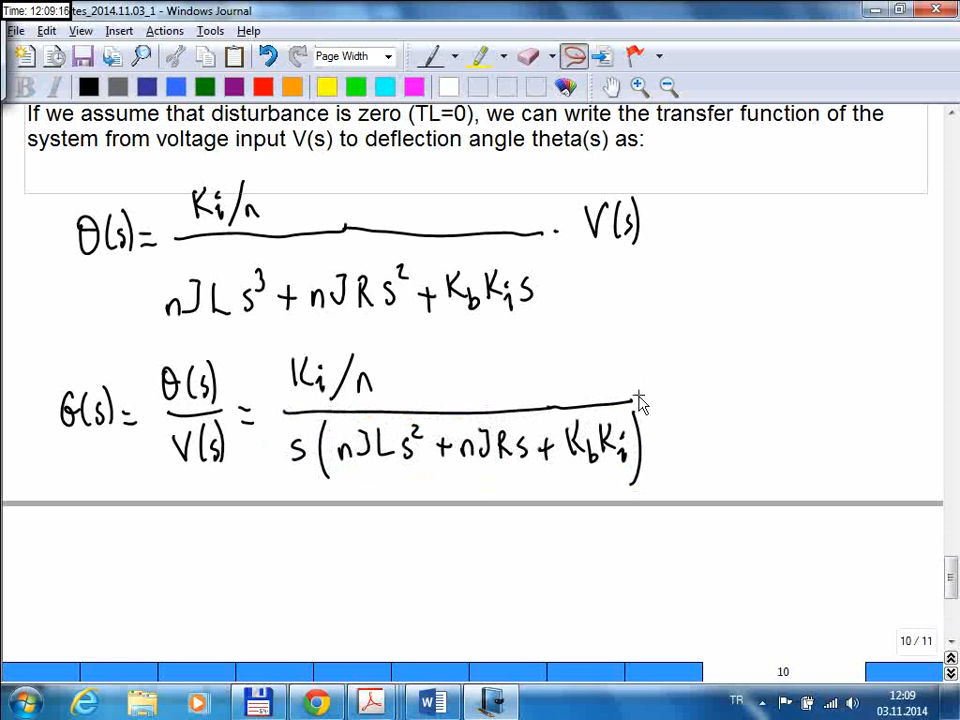 Time: 12:09:16 tes_2014.11.03_1 - Windows Journal
File Edit View Insert Actions Tools Help
Page Width
B I
If we assume that disturbance is zero (TL=0), we can write the transfer function of the
system from voltage input V(s) to deflection angle theta(s) as:
θ(s) = (Ki/n) / (nJLs³ + nJRs² + KbKis) · V(s)
G(s) = θ(s)/V(s) = (Ki/n) / (s(nJLs² + nJRs + KbKi))
10 / 11
10
TR 12:09
03.11.2014